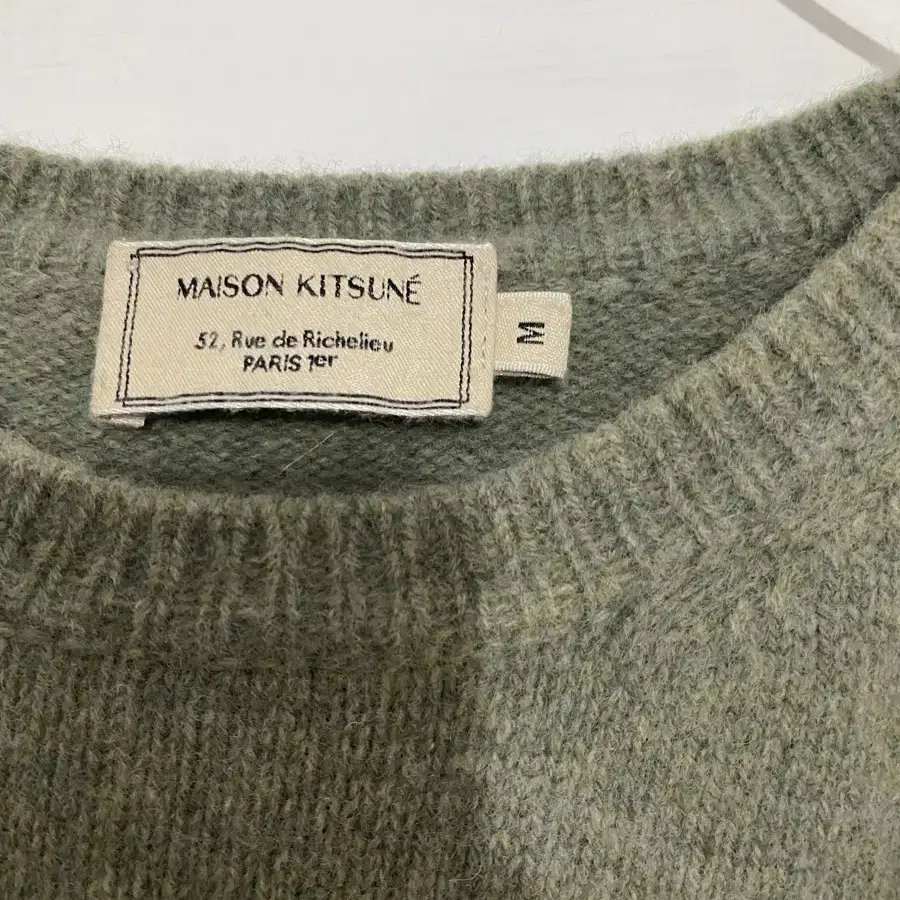 MAISON KITSUNÉ
52, Rue de Richelieu
PARIS 1er
M